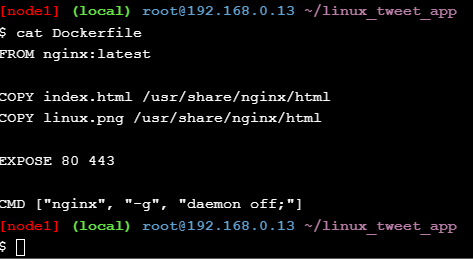 [node1] (local) root@192.168.0.13 ~/linux_tweet_app
$ cat Dockerfile
FROM nginx:latest
COPY index.html /usr/share/nginx/html
COPY linux.png /usr/share/nginx/html
EXPOSE 80 443
CMD ["nginx", "-g", "daemon off;"]
[node1] (local) root@192.168.0.13 ~/linux_tweet_app
$